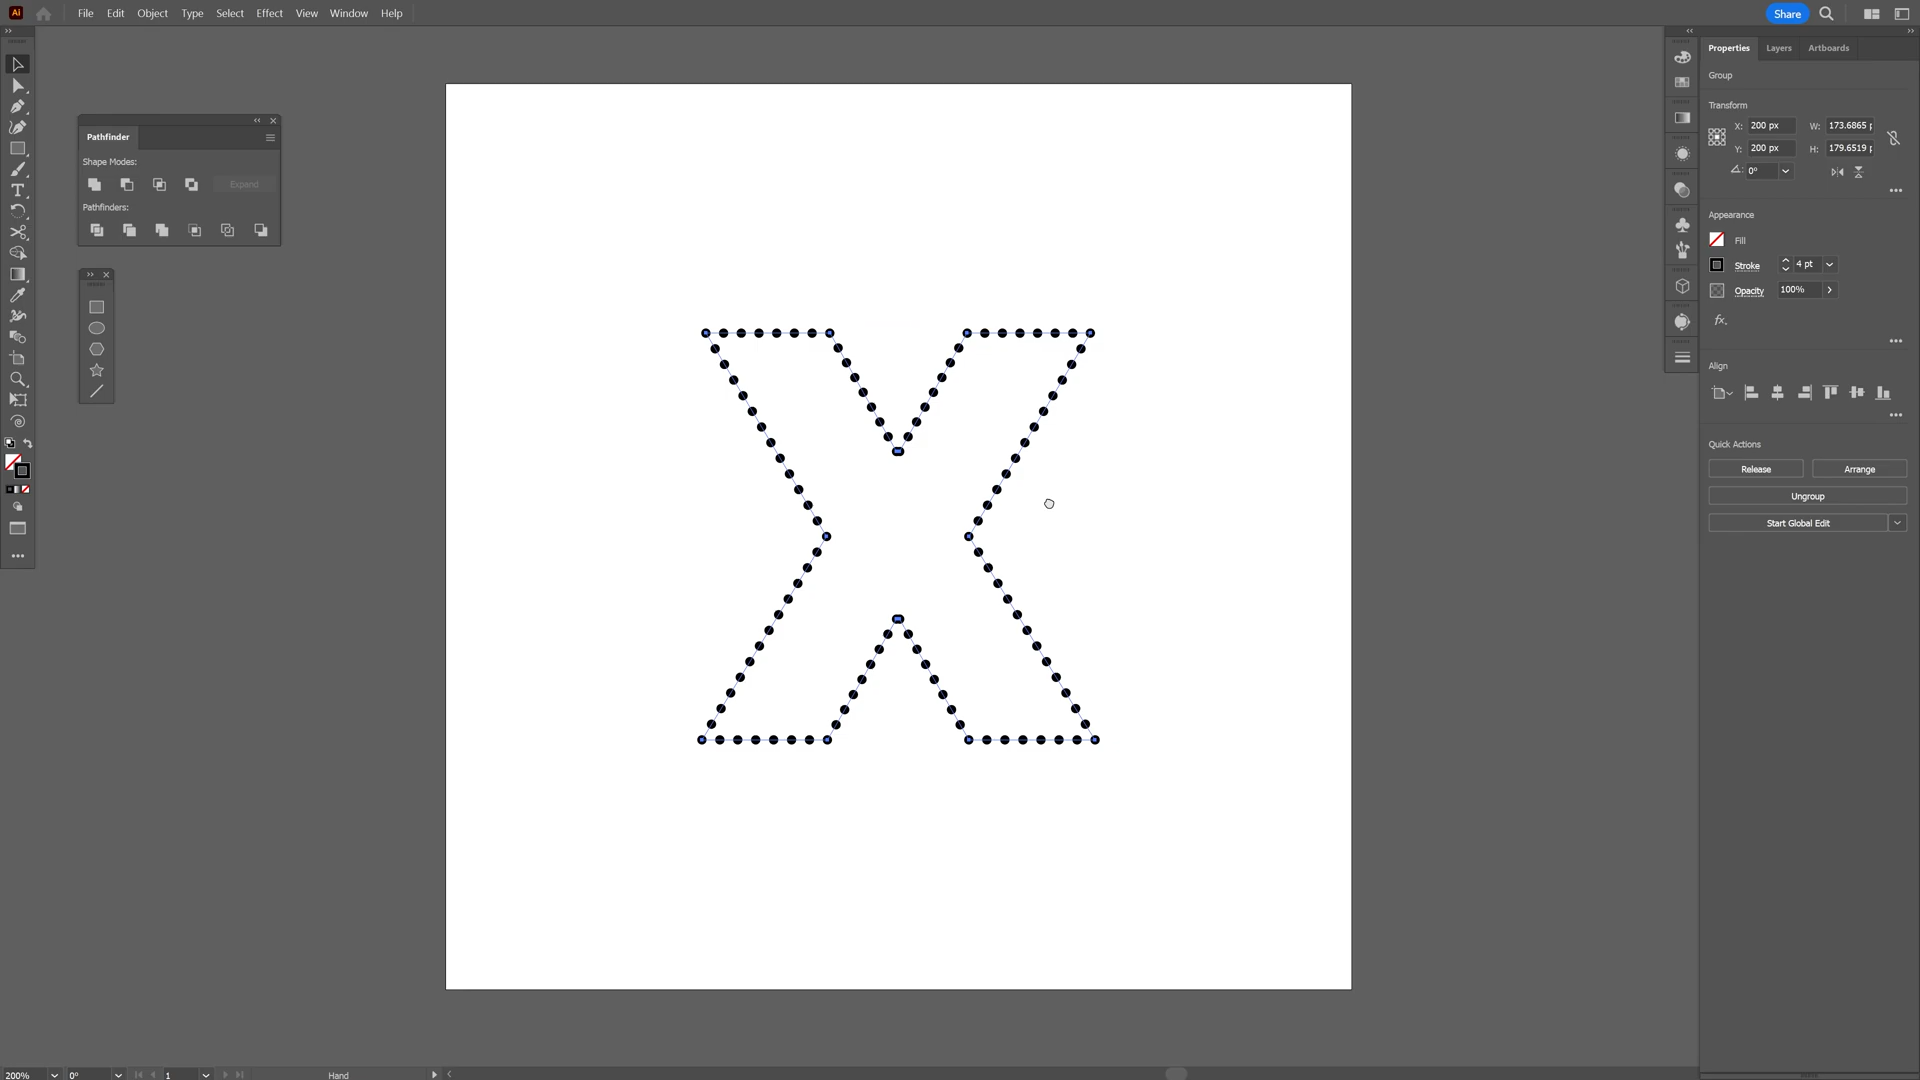 Ai File Edit Object Type Select Effect View Window Help Share
Properties Layers Artboards
Group
Transform
X: 200 px W: 173.6865 p
Y: 200 px H: 179.6519 p
0°
Appearance
Fill
Stroke 4 pt
Opacity 100%
fx.
Align
Quick Actions
Release Arrange
Ungroup
Start Global Edit
Pathfinder
Shape Modes:
Expand
Pathfinders:
X
200% 0° 1 Hand